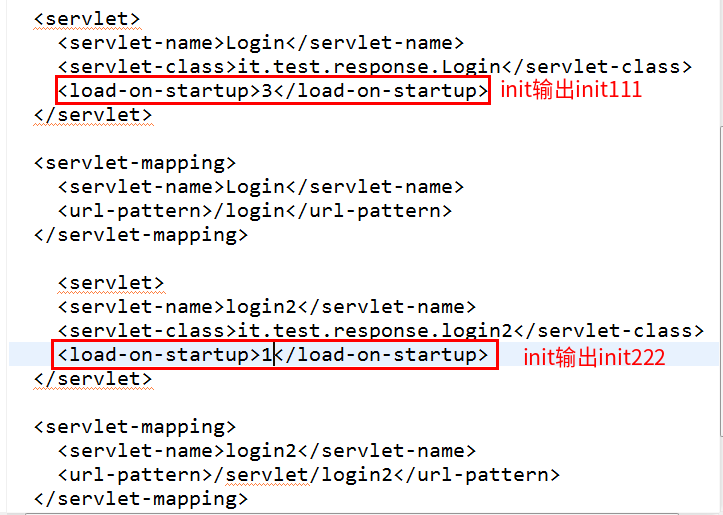 <servlet>
<servlet-name>Login</servlet-name>
<servlet-class>it.test.response.Login</servlet-class>
<load-on-startup>3</load-on-startup> init输出init111
</servlet>
<servlet-mapping>
<servlet-name>Login</servlet-name>
<url-pattern>/login</url-pattern>
</servlet-mapping>
<servlet>
<servlet-name>login2</servlet-name>
<servlet-class>it.test.response.login2</servlet-class>
<load-on-startup>1</load-on-startup> init输出init222
</servlet>
<servlet-mapping>
<servlet-name>login2</servlet-name>
<url-pattern>/servlet/login2</url-pattern>
</servlet-mapping>